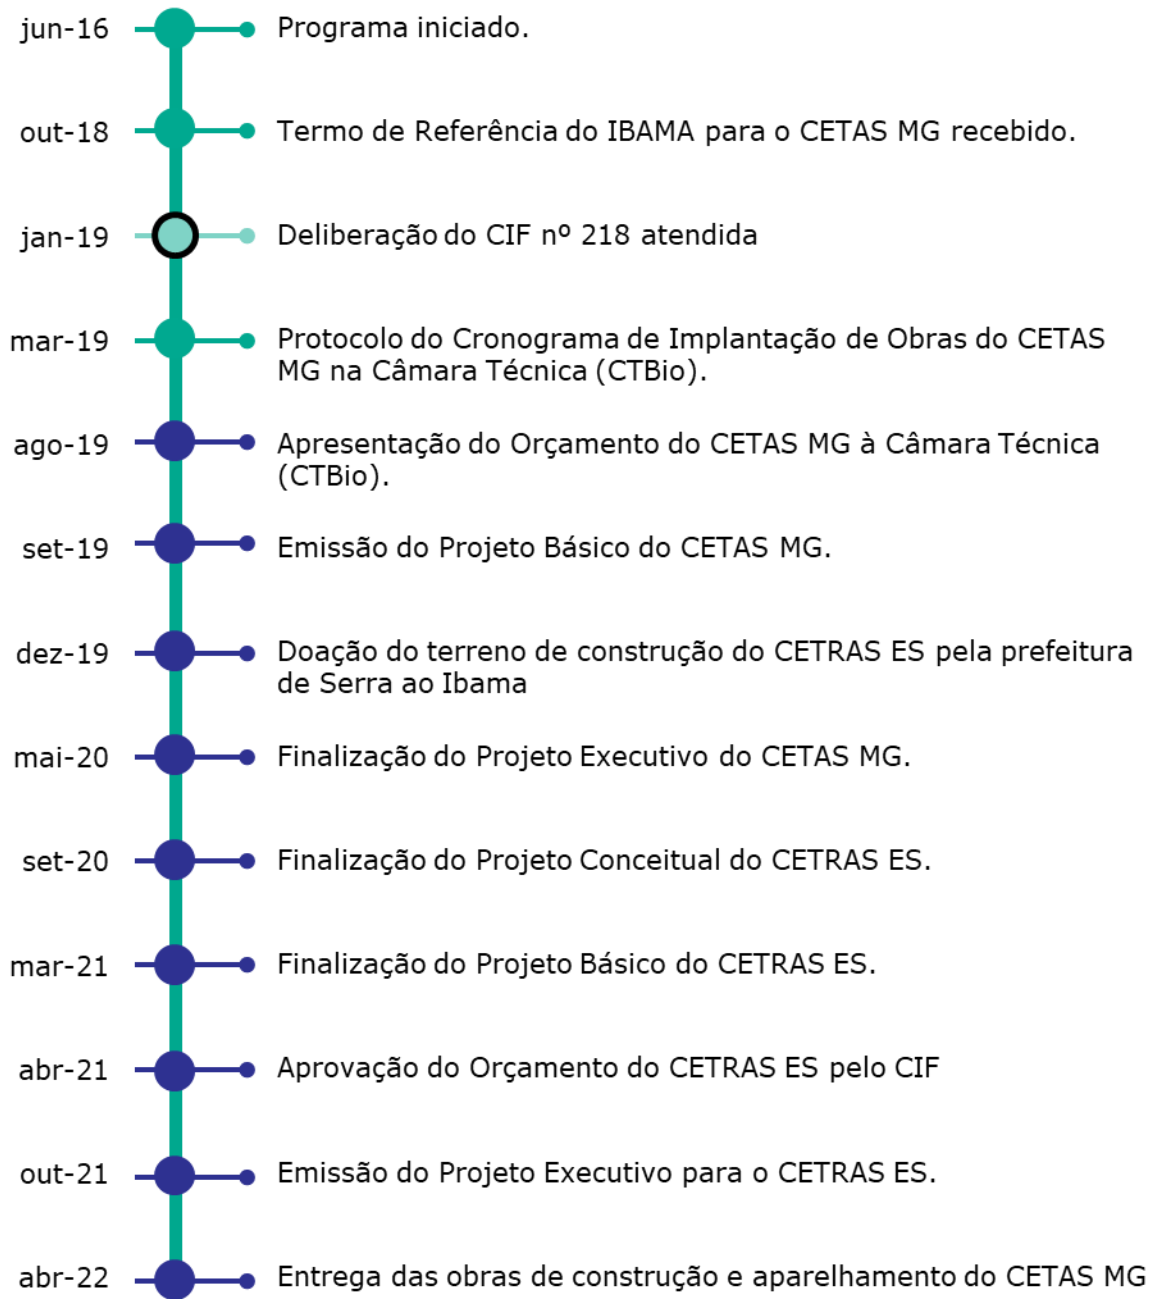 jun-16 Programa iniciado.
out-18 Termo de Referência do IBAMA para o CETAS MG recebido.
jan-19 Deliberação do CIF nº 218 atendida
mar-19 Protocolo do Cronograma de Implantação de Obras do CETAS
MG na Câmara Técnica (CTBio).
ago-19 Apresentação do Orçamento do CETAS MG à Câmara Técnica
(CTBio).
set-19 Emissão do Projeto Básico do CETAS MG.
dez-19 Doação do terreno de construção do CETRAS ES pela prefeitura
de Serra ao Ibama
mai-20 Finalização do Projeto Executivo do CETAS MG.
set-20 Finalização do Projeto Conceitual do CETRAS ES.
mar-21 Finalização do Projeto Básico do CETRAS ES.
abr-21 Aprovação do Orçamento do CETRAS ES pelo CIF
out-21 Emissão do Projeto Executivo para o CETRAS ES.
abr-22 Entrega das obras de construção e aparelhamento do CETAS MG